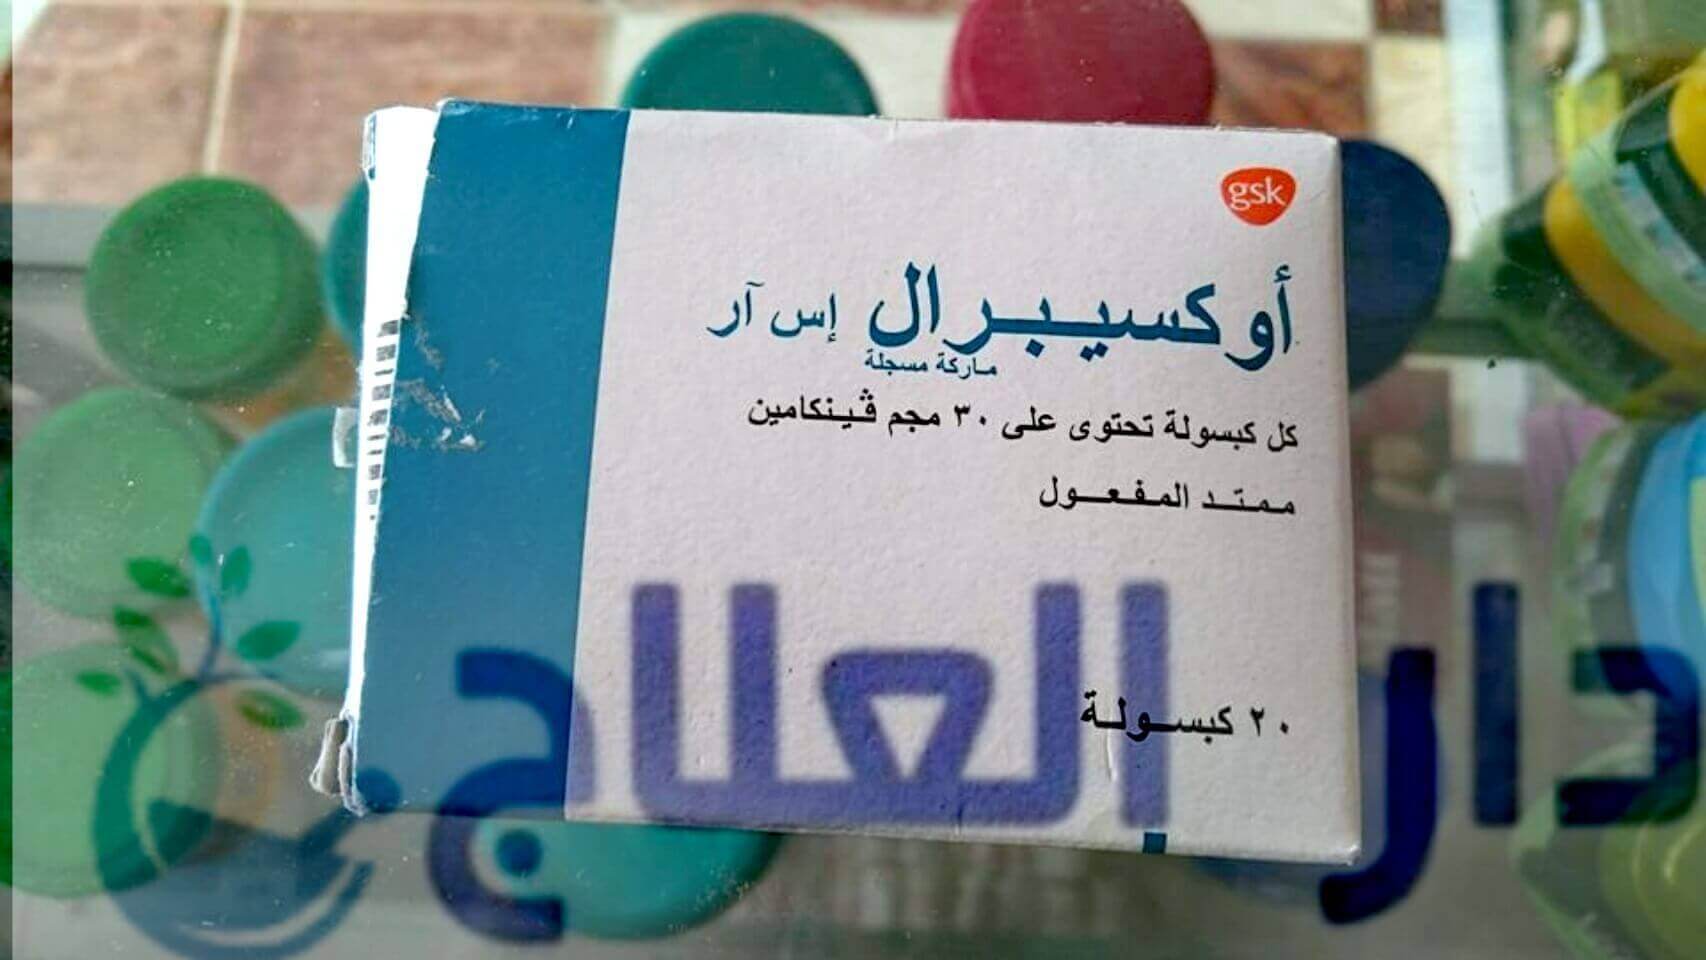 gsk
أوكسيبرال إس آر
ماركة مسجلة
كل كبسولة تحتوى على ٣٠ مجم ڤينكامين
ممتد المفعول
٢٠ كبسولة
دار العلاج